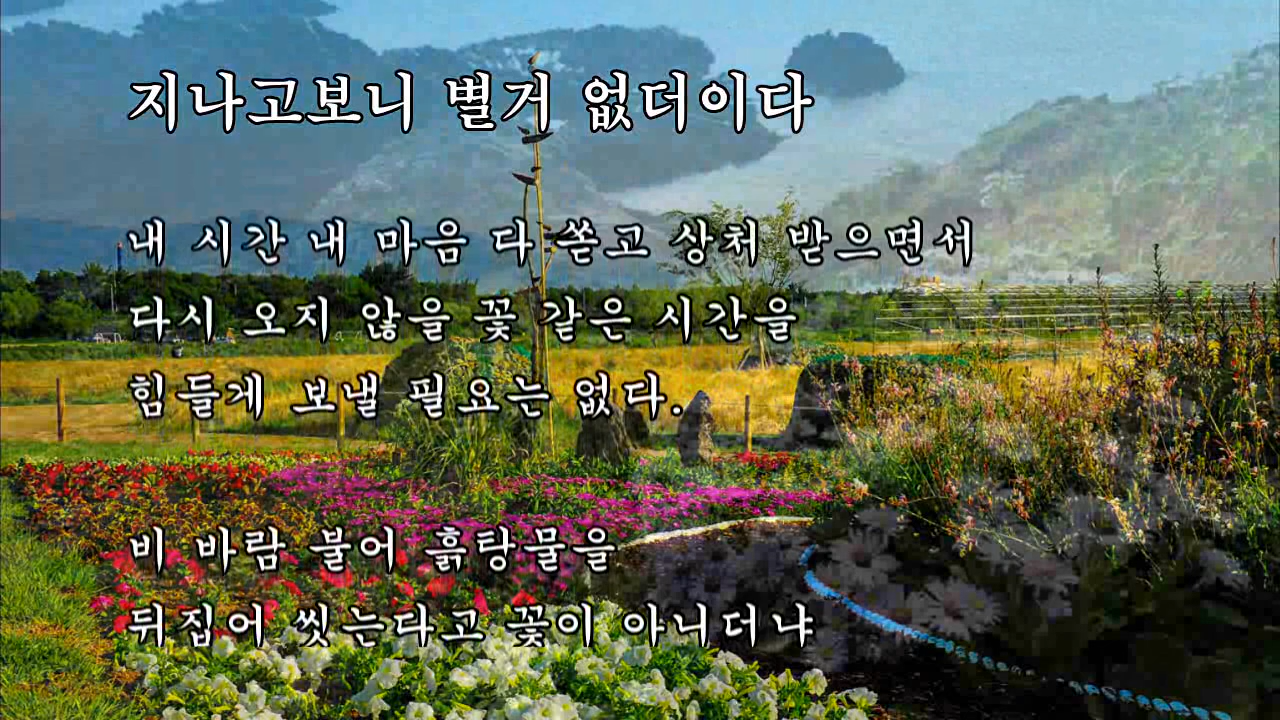 지나고보니 별거 없더이다
내 시간 내 마음 다 쏟고 상처 받으면서
다시 오지 않을 꽃 같은 시간을
힘들게 보낼 필요는 없다.
비 바람 불어 흙탕물을
뒤집어 씻는다고 꽃이 아니더냐